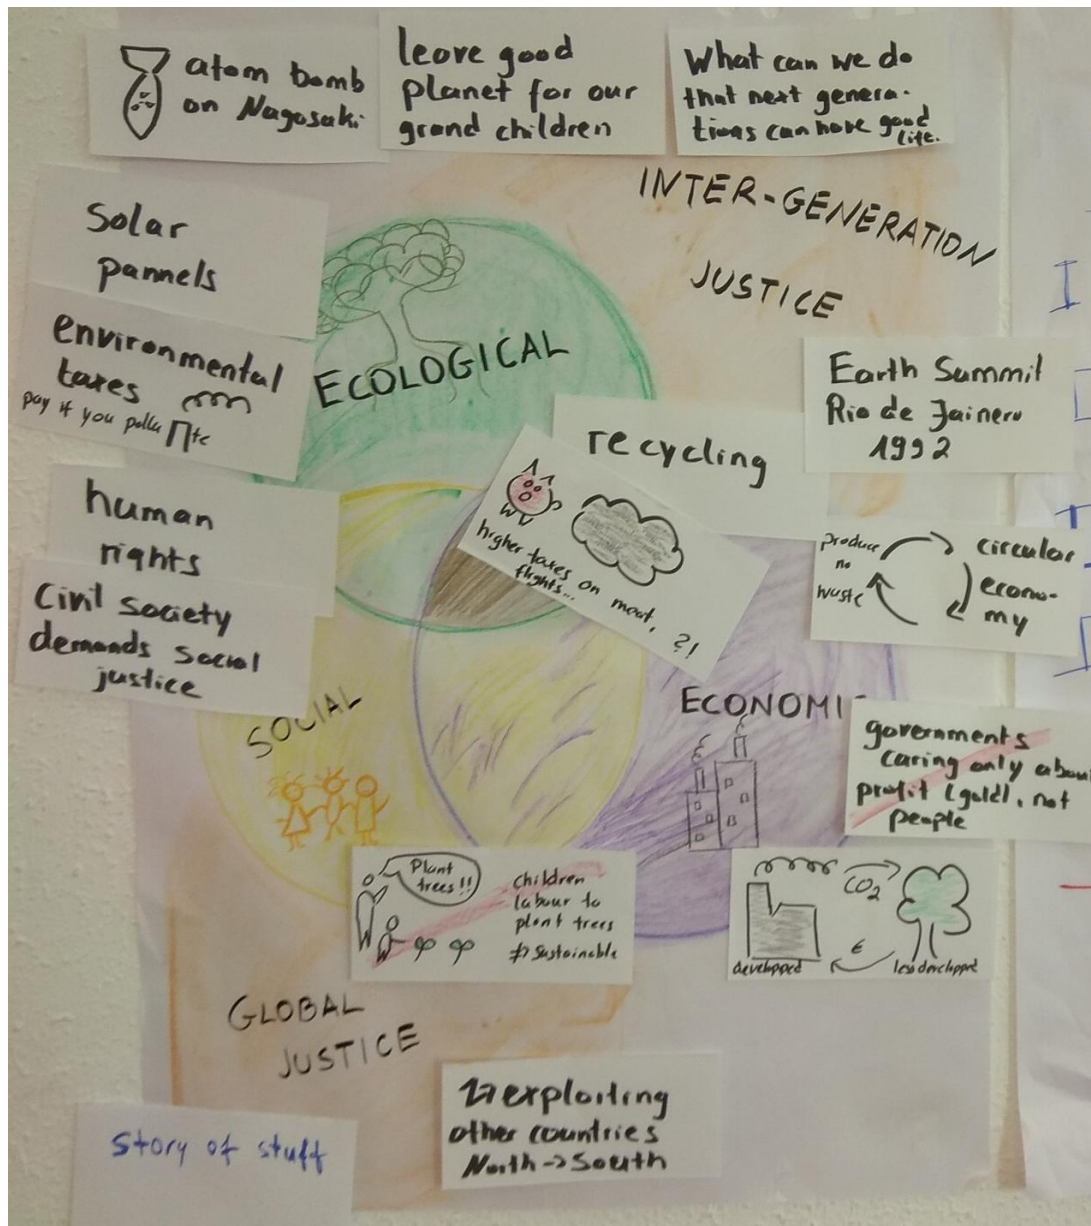 atom bomb
on Nagasaki
leave good
planet for our
grand children
What can we do
that next genera-
tions can have good
life.
INTER-GENERATION
JUSTICE
Solar
pannels
environmental
taxes
pay if you pollu
ECOLOGICAL
Earth Summit
Rio de Jaineru
1992
recycling
higher taxes on meat,
flights... ?!
human
rights
Civil society
demands social
justice
produce
no
waste
circular
econo-
my
SOCIAL
ECONOMI
governments
caring only abou
profit (gold), not
people
Plant
trees!!
children
labour to
plant trees
≠> sustainable
CO2
€
developped
less developped
GLOBAL
JUSTICE
exploiting
other countries
North -> South
Story of stuff